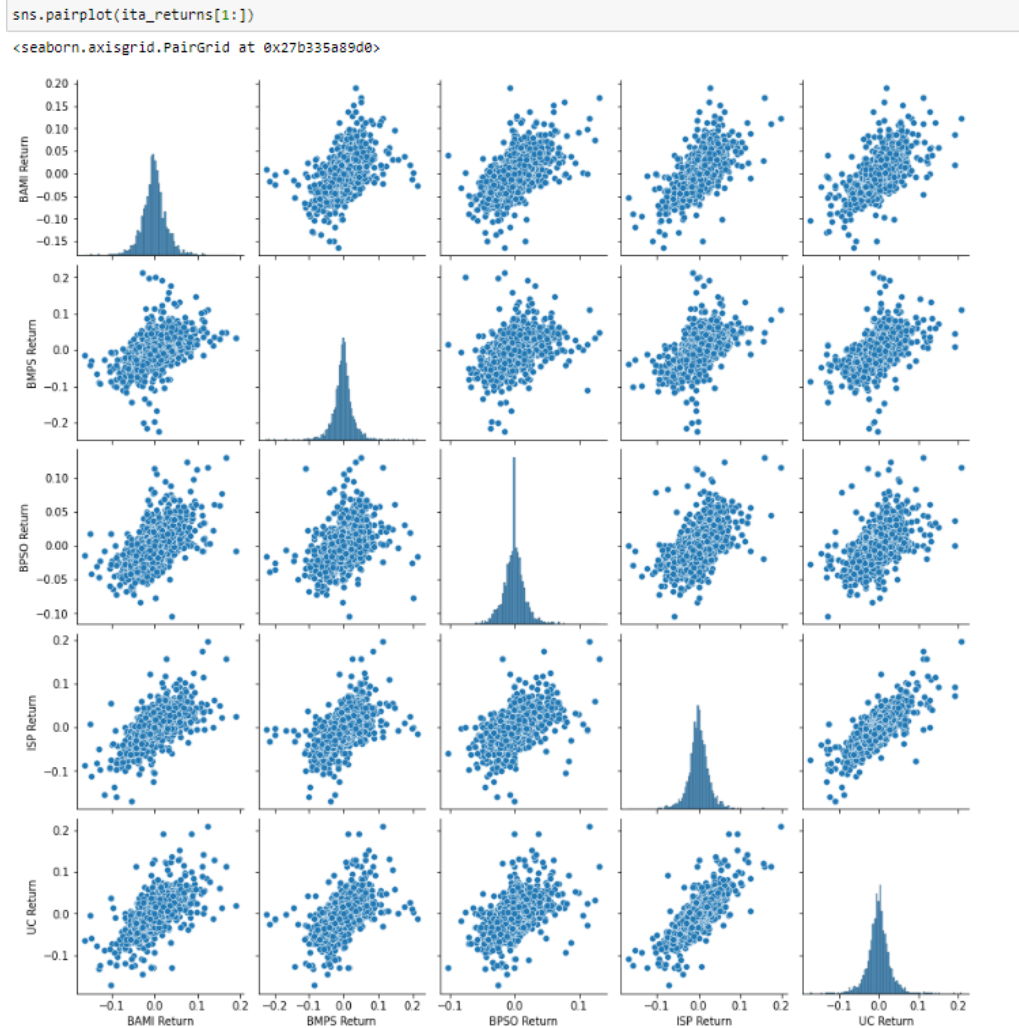 sns.pairplot(ita_returns[1:])
<seaborn.axisgrid.PairGrid at 0x27b335a89d0>
0.20
0.15
0.10
0.05
0.00
−0.05
−0.10
−0.15
BAMI Return
0.2
0.1
0.0
−0.1
−0.2
BMPS Return
0.10
0.05
0.00
−0.05
−0.10
BPSO Return
0.2
0.1
0.0
−0.1
ISP Return
0.2
0.1
0.0
−0.1
UC Return
−0.1 0.0 0.1 0.2 −0.2 −0.1 0.0 0.1 0.2 −0.1 0.0 0.1 −0.1 0.0 0.1 0.2 −0.1 0.0 0.1 0.2
BAMI Return BMPS Return BPSO Return ISP Return UC Return